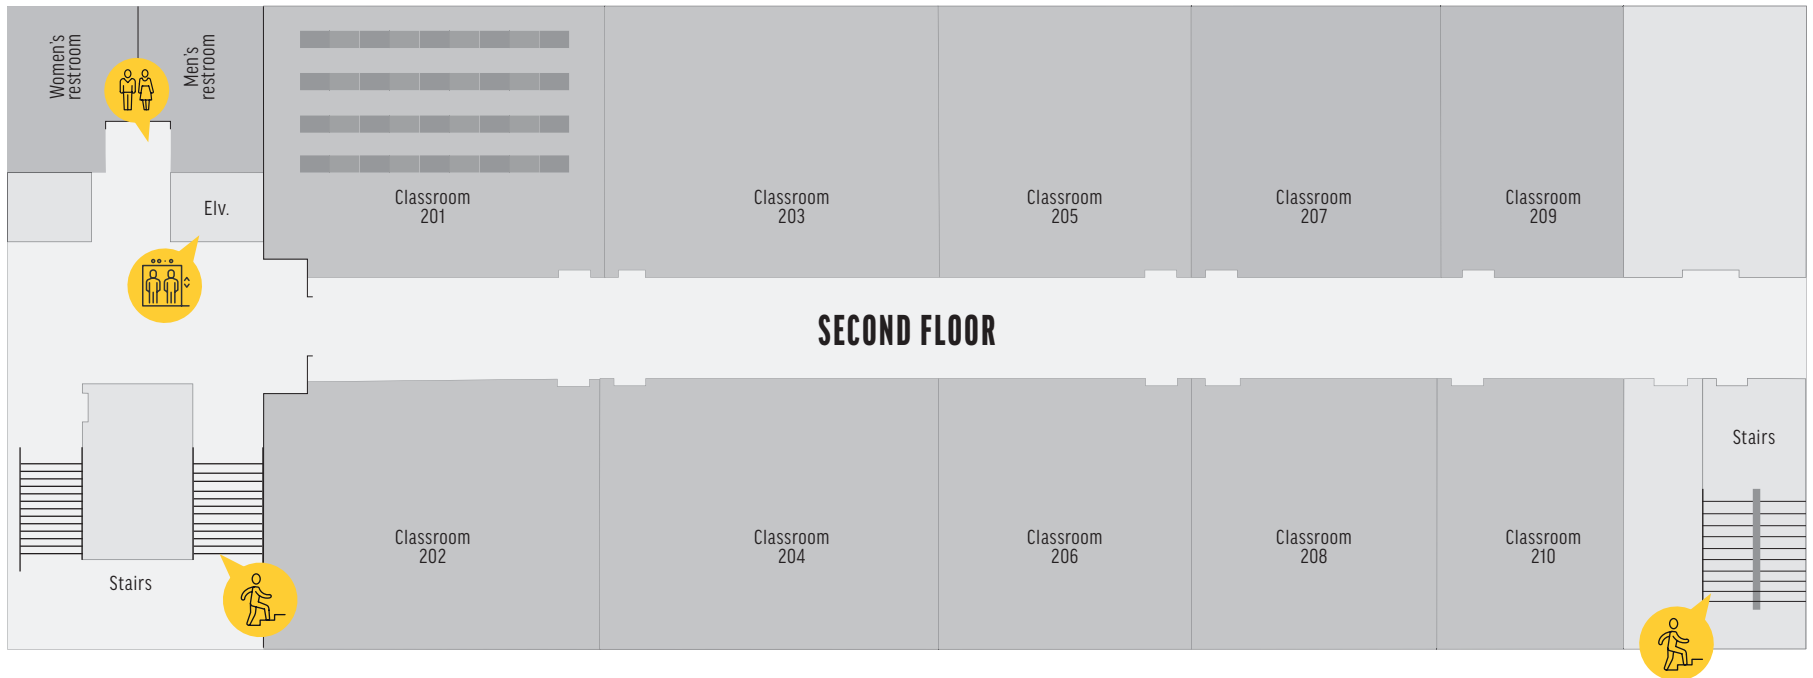 Women's
restroom
Men's
restroom
Elv.
Classroom
201
Classroom
203
Classroom
205
Classroom
207
Classroom
209
SECOND FLOOR
Stairs
Classroom
202
Classroom
204
Classroom
206
Classroom
208
Classroom
210
Stairs